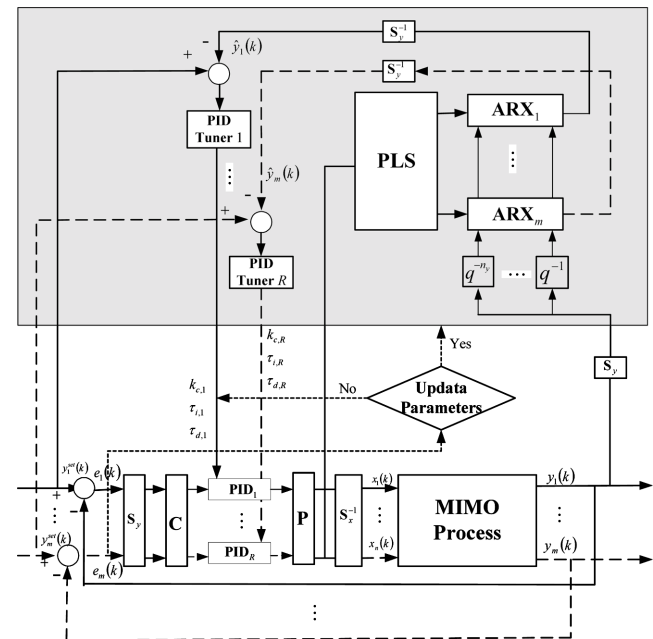 S_y^{-1}
- ŷ_1(k)
+
S_y^{-1}
PID
Tuner 1
ARX_1
PLS
⋮
⋮
ŷ_m(k)
-
+
ARX_m
PID
Tuner R
q^{-n_y} ... q^{-1}
k_{c,R}
τ_{i,R}
τ_{d,R}
Yes
S_y
k_{c,1}
τ_{i,1}
τ_{d,1}
No
Updata
Parameters
y_1^{set}(k) e_1(k)
+
-
x_1(k)
y_1(k)
PID_1
⋮
S_y
C
⋮
P
S_x^{-1}
⋮
MIMO
Process
⋮
y_m^{set}(k)
PID_R
x_n(k)
y_m(k)
+
-
e_m(k)
⋮